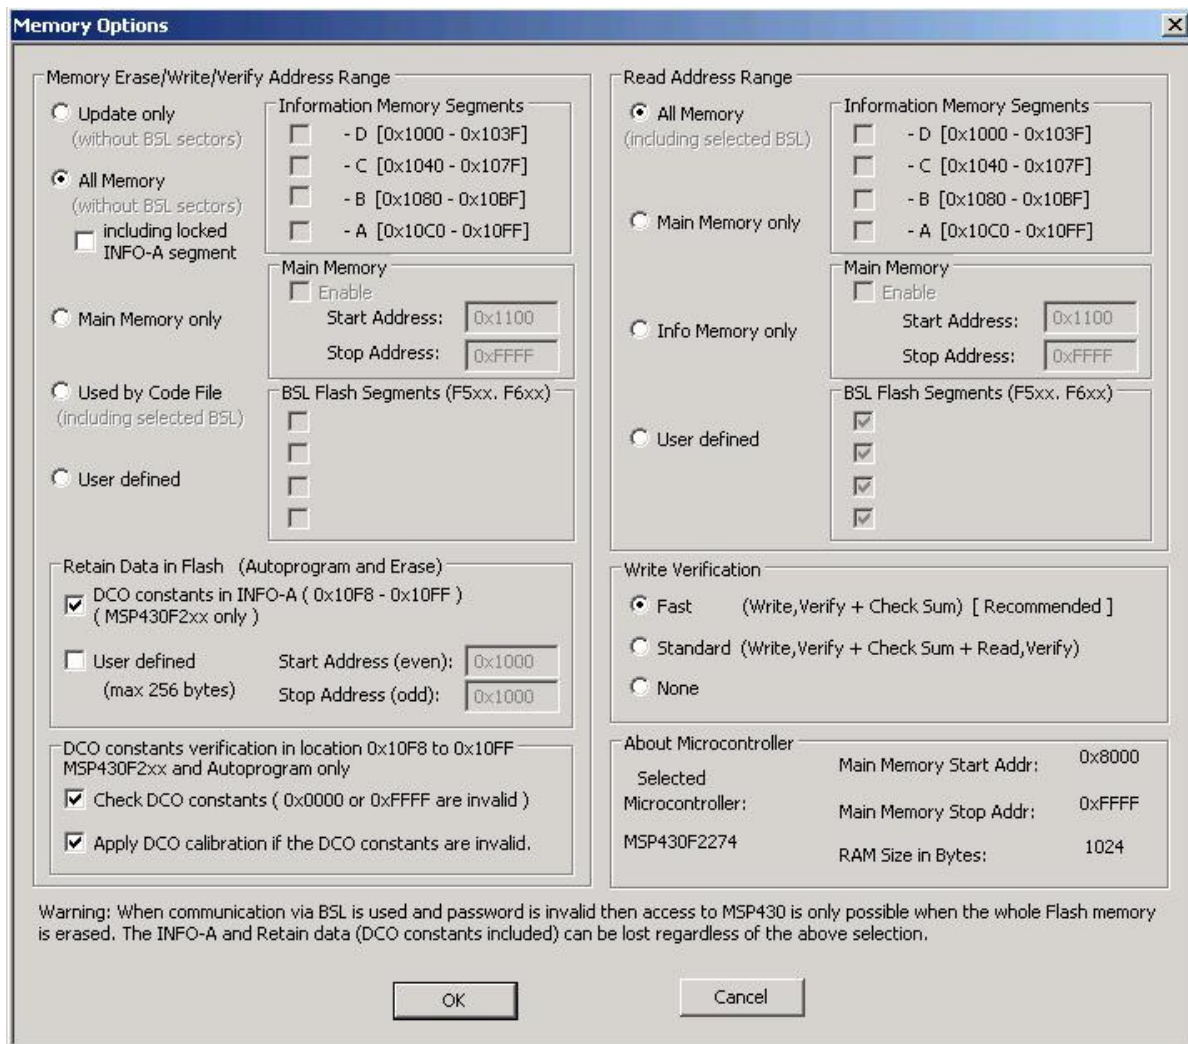 Memory Options
Memory Erase/Write/Verify Address Range
Update only
(without BSL sectors)
All Memory
(without BSL sectors)
including locked
INFO-A segment
Main Memory only
Used by Code File
(including selected BSL)
User defined
Information Memory Segments
- D [0x1000 - 0x103F]
- C [0x1040 - 0x107F]
- B [0x1080 - 0x10BF]
- A [0x10C0 - 0x10FF]
Main Memory
Enable
Start Address: 0x1100
Stop Address: 0xFFFF
BSL Flash Segments (F5xx. F6xx)
Retain Data in Flash (Autoprogram and Erase)
DCO constants in INFO-A ( 0x10F8 - 0x10FF )
( MSP430F2xx only )
User defined
(max 256 bytes)
Start Address (even): 0x1000
Stop Address (odd): 0x1000
DCO constants verification in location 0x10F8 to 0x10FF
MSP430F2xx and Autoprogram only
Check DCO constants ( 0x0000 or 0xFFFF are invalid )
Apply DCO calibration if the DCO constants are invalid.
Read Address Range
All Memory
(including selected BSL)
Main Memory only
Info Memory only
User defined
Information Memory Segments
- D [0x1000 - 0x103F]
- C [0x1040 - 0x107F]
- B [0x1080 - 0x10BF]
- A [0x10C0 - 0x10FF]
Main Memory
Enable
Start Address: 0x1100
Stop Address: 0xFFFF
BSL Flash Segments (F5xx. F6xx)
Write Verification
Fast (Write,Verify + Check Sum) [ Recommended ]
Standard (Write,Verify + Check Sum + Read,Verify)
None
About Microcontroller
Selected
Microcontroller:
MSP430F2274
Main Memory Start Addr: 0x8000
Main Memory Stop Addr: 0xFFFF
RAM Size in Bytes: 1024
Warning: When communication via BSL is used and password is invalid then access to MSP430 is only possible when the whole Flash memory
is erased. The INFO-A and Retain data (DCO constants included) can be lost regardless of the above selection.
OK
Cancel